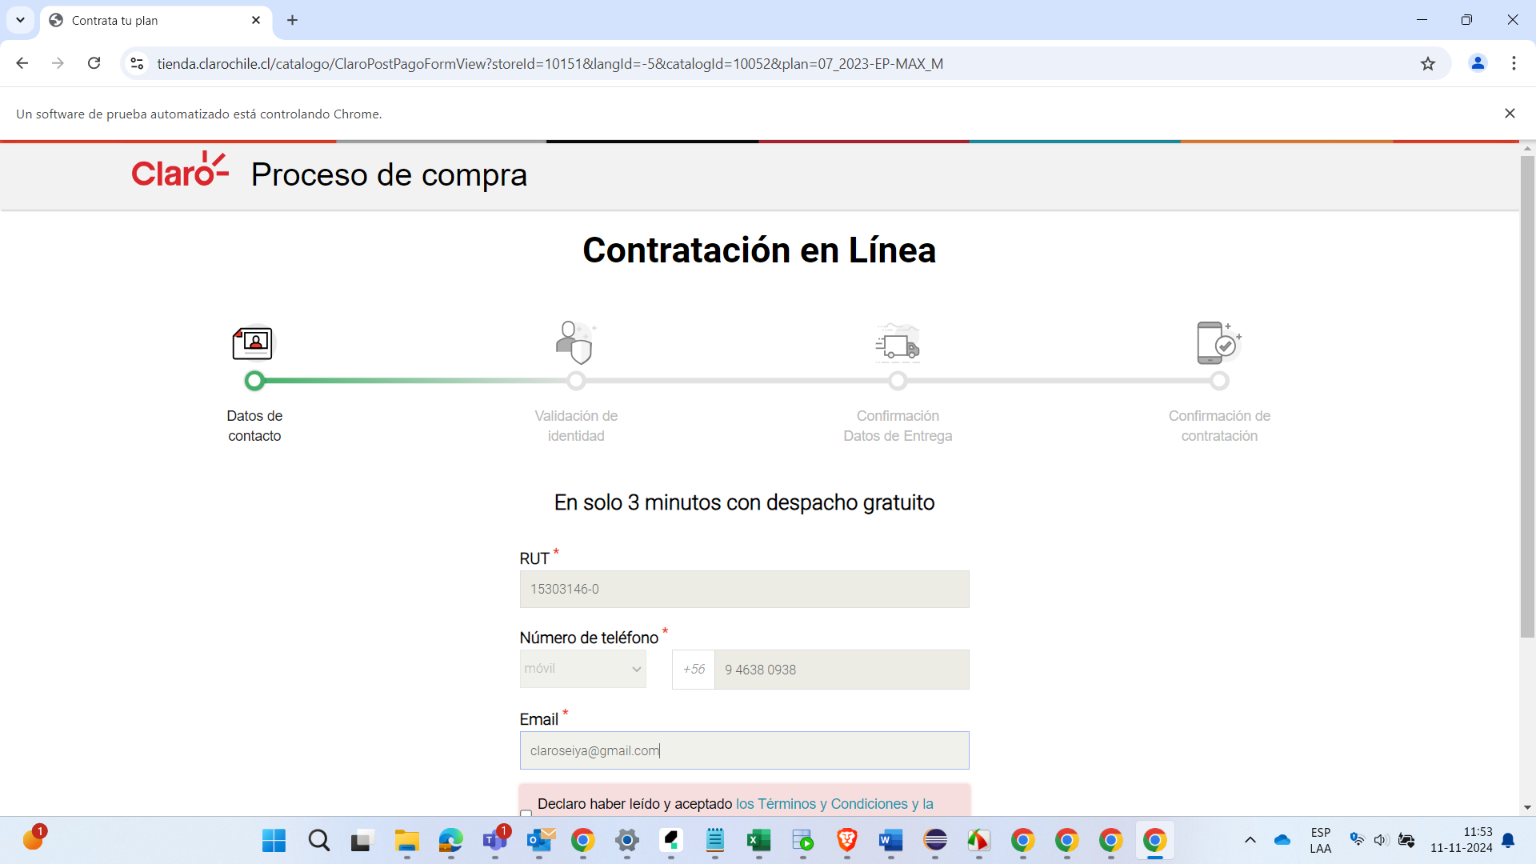 Contrata tu plan
tienda.clarochile.cl/catalogo/ClaroPostPagoFormView?storeId=10151&langId=-5&catalogId=10052&plan=07_2023-EP-MAX_M
Un software de prueba automatizado está controlando Chrome.
Claro Proceso de compra
Contratación en Línea
Datos de
contacto
Validación de
identidad
Confirmación
Datos de Entrega
Confirmación de
contratación
En solo 3 minutos con despacho gratuito
RUT *
15303146-0
Número de teléfono *
móvil +56 9 4638 0938
Email *
claroseiya@gmail.com
Declaro haber leído y aceptado los Términos y Condiciones y la
1
1
ESP
LAA
11:53
11-11-2024